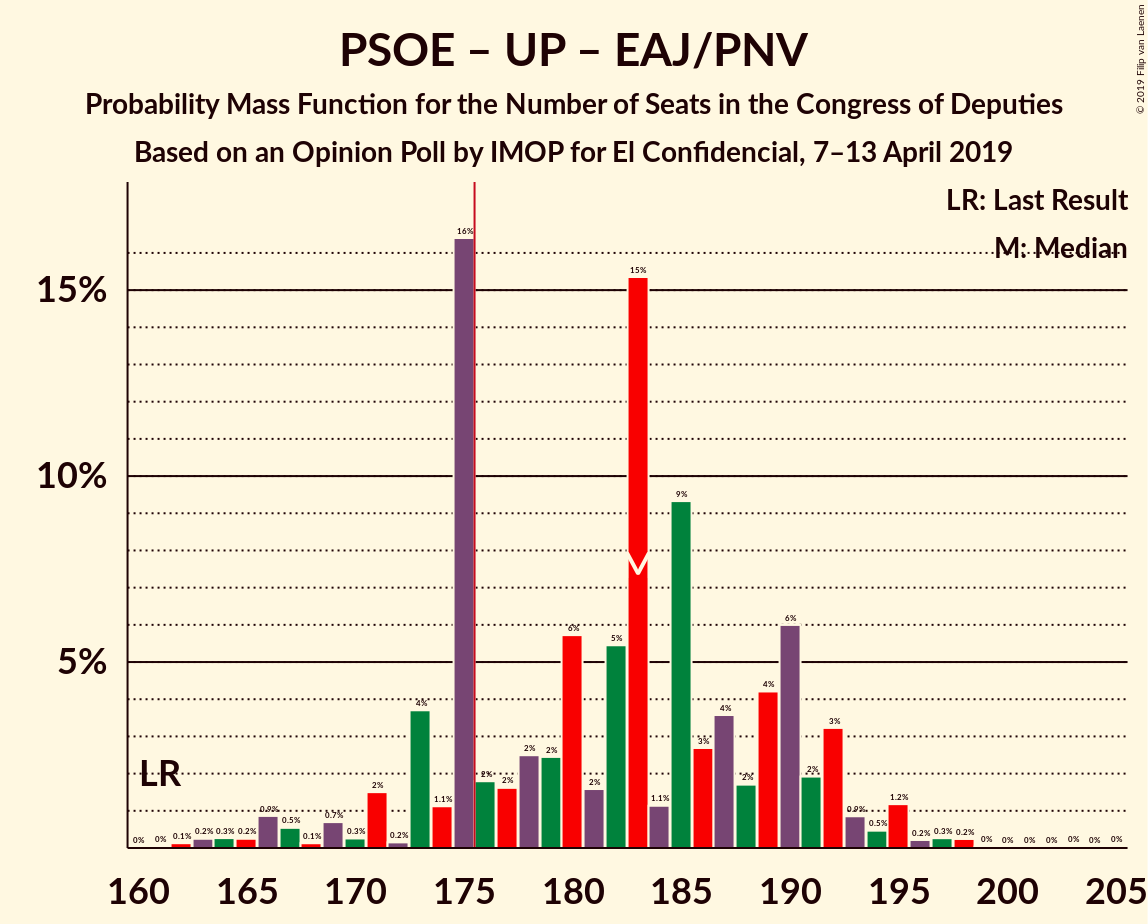 PSOE – UP – EAJ/PNV
Probability Mass Function for the Number of Seats in the Congress of Deputies
Based on an Opinion Poll by IMOP for El Confidencial, 7–13 April 2019
© 2019 Filip van Laenen
LR: Last Result
M: Median
15%
10%
5%
LR
0% 0% 0.1% 0.2% 0.3% 0.2% 0.9% 0.5% 0.1% 0.7% 0.3% 2% 0.2% 4% 1.1% 16% 2% 2% 2% 2% 6% 2% 5% 15% 1.1% 9% 3% 4% 2% 4% 6% 2% 3% 0.9% 0.5% 1.2% 0.2% 0.3% 0.2% 0% 0% 0% 0% 0% 0% 0%
160 165 170 175 180 185 190 195 200 205